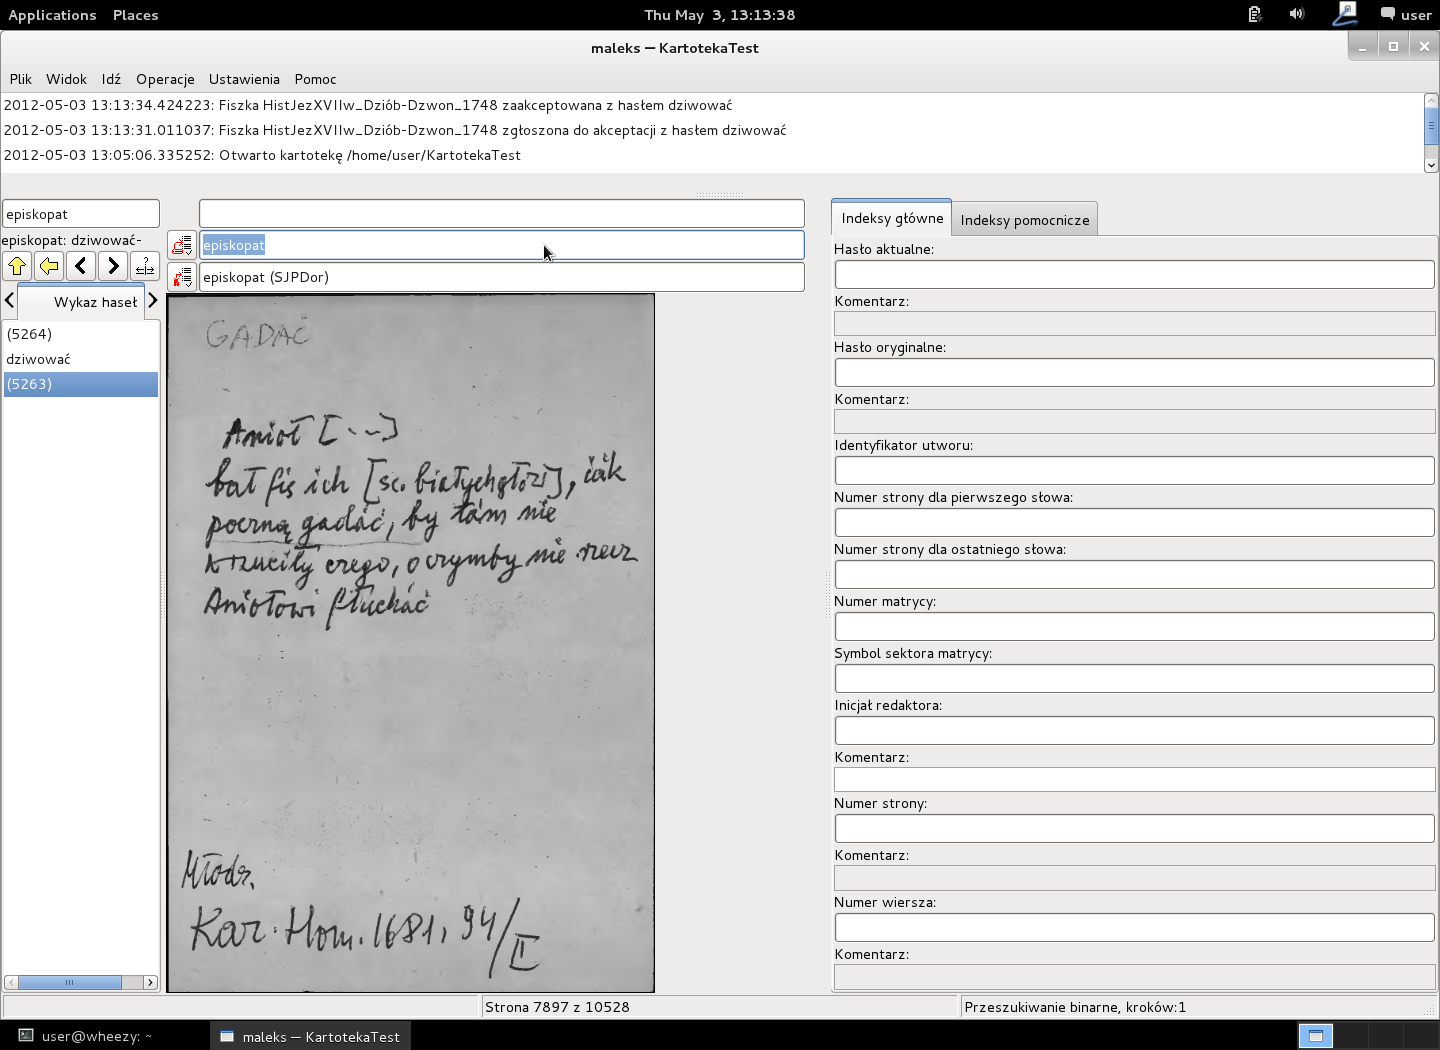 Applications Places
Thu May 3, 13:13:38
user
maleks — KartotekaTest
Plik Widok Idź Operacje Ustawienia Pomoc
2012-05-03 13:13:34.424223: Fiszka HistJezXVIIw_Dziób-Dzwon_1748 zaakceptowana z hasłem dziwować
2012-05-03 13:13:31.011037: Fiszka HistJezXVIIw_Dziób-Dzwon_1748 zgłoszona do akceptacji z hasłem dziwować
2012-05-03 13:05:06.335252: Otwarto kartotekę /home/user/KartotekaTest
episkopat
episkopat: dziwować-
Wykaz haseł
(5264)
dziwować
(5263)
episkopat
episkopat (SJPDor)
GADAĆ
Anioł [...]
bał się ich [sc. białychgłów], iák
poczną gadáć, by tám nie
rzuciły czego, o czymby nie rzecz
Aniołowi słucháć
Młodz.
Kaz. Hom. 1681, 94/II
Indeksy główne Indeksy pomocnicze
Hasło aktualne:
Komentarz:
Hasło oryginalne:
Komentarz:
Identyfikator utworu:
Numer strony dla pierwszego słowa:
Numer strony dla ostatniego słowa:
Numer matrycy:
Symbol sektora matrycy:
Inicjał redaktora:
Komentarz:
Numer strony:
Komentarz:
Numer wiersza:
Komentarz:
Strona 7897 z 10528
Przeszukiwanie binarne, kroków:1
user@wheezy: ~
maleks — KartotekaTest